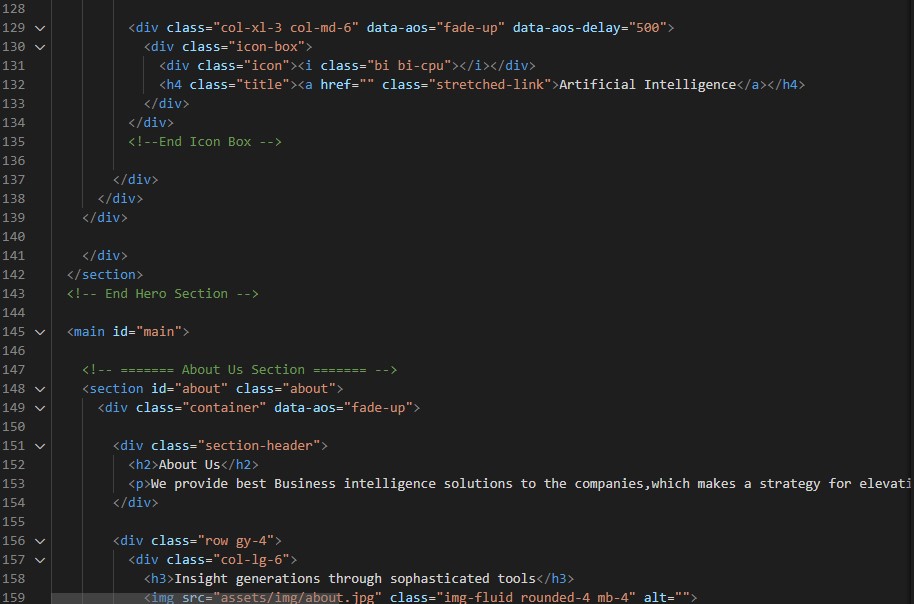 128
129 <div class="col-xl-3 col-md-6" data-aos="fade-up" data-aos-delay="500">
130 <div class="icon-box">
131 <div class="icon"><i class="bi bi-cpu"></i></div>
132 <h4 class="title"><a href="" class="stretched-link">Artificial Intelligence</a></h4>
133 </div>
134 </div>
135 <!--End Icon Box -->
136
137 </div>
138 </div>
139 </div>
140
141 </div>
142 </section>
143 <!-- End Hero Section -->
144
145 <main id="main">
146
147 <!-- ======= About Us Section ======= -->
148 <section id="about" class="about">
149 <div class="container" data-aos="fade-up">
150
151 <div class="section-header">
152 <h2>About Us</h2>
153 <p>We provide best Business intelligence solutions to the companies,which makes a strategy for elevati
154 </div>
155
156 <div class="row gy-4">
157 <div class="col-lg-6">
158 <h3>Insight generations through sophasticated tools</h3>
159 <img src="assets/img/about.jpg" class="img-fluid rounded-4 mb-4" alt="">